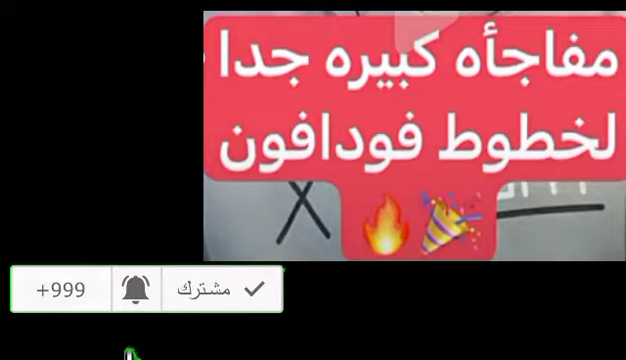 مفاجأه كبيره جدا
لخطوط فودافون
🔥🎉
X
+999
مشترك